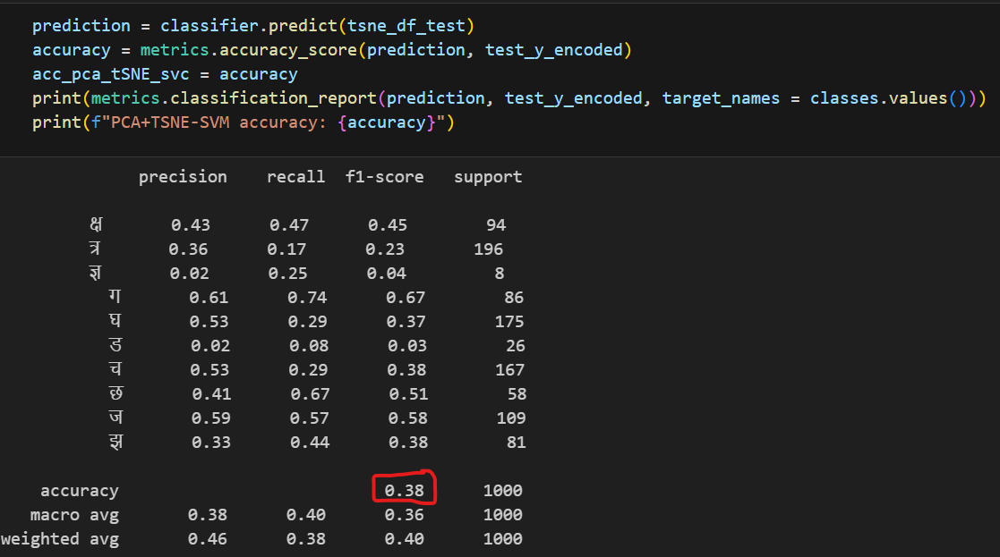 prediction = classifier.predict(tsne_df_test)
accuracy = metrics.accuracy_score(prediction, test_y_encoded)
acc_pca_tSNE_svc = accuracy
print(metrics.classification_report(prediction, test_y_encoded, target_names = classes.values()))
print(f"PCA+TSNE-SVM accuracy: {accuracy}")
precision recall f1-score support
क्ष 0.43 0.47 0.45 94
त्र 0.36 0.17 0.23 196
ज्ञ 0.02 0.25 0.04 8
ग 0.61 0.74 0.67 86
घ 0.53 0.29 0.37 175
ड 0.02 0.08 0.03 26
च 0.53 0.29 0.38 167
छ 0.41 0.67 0.51 58
ज 0.59 0.57 0.58 109
झ 0.33 0.44 0.38 81
accuracy 0.38 1000
macro avg 0.38 0.40 0.36 1000
weighted avg 0.46 0.38 0.40 1000